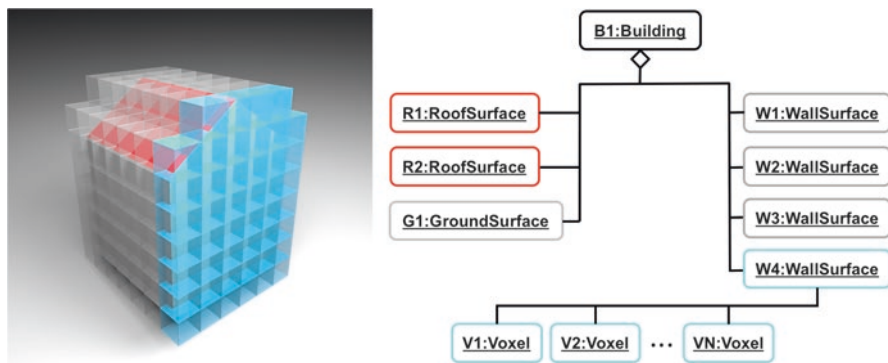 B1:Building
R1:RoofSurface
W1:WallSurface
R2:RoofSurface
W2:WallSurface
G1:GroundSurface
W3:WallSurface
W4:WallSurface
V1:Voxel V2:Voxel ... VN:Voxel